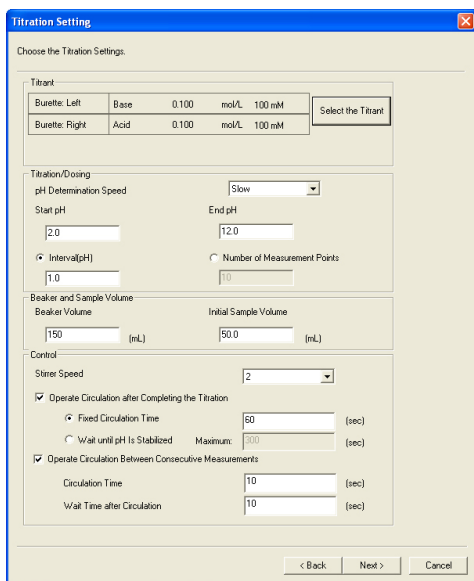 Titration Setting
Choose the Titration Settings.
Titrant
Burette: Left Base 0.100 mol/L 100 mM
Burette: Right Acid 0.100 mol/L 100 mM
Select the Titrant
Titration/Dosing
pH Determination Speed Slow
Start pH End pH
2.0 12.0
Interval(pH) Number of Measurement Points
1.0 10
Beaker and Sample Volume
Beaker Volume Initial Sample Volume
150 (mL) 50.0 (mL)
Control
Stirrer Speed 2
Operate Circulation after Completing the Titration
Fixed Circulation Time 60 (sec)
Wait until pH Is Stabilized Maximum: 300 (sec)
Operate Circulation Between Consecutive Measurements
Circulation Time 10 (sec)
Wait Time after Circulation 10 (sec)
< Back Next > Cancel